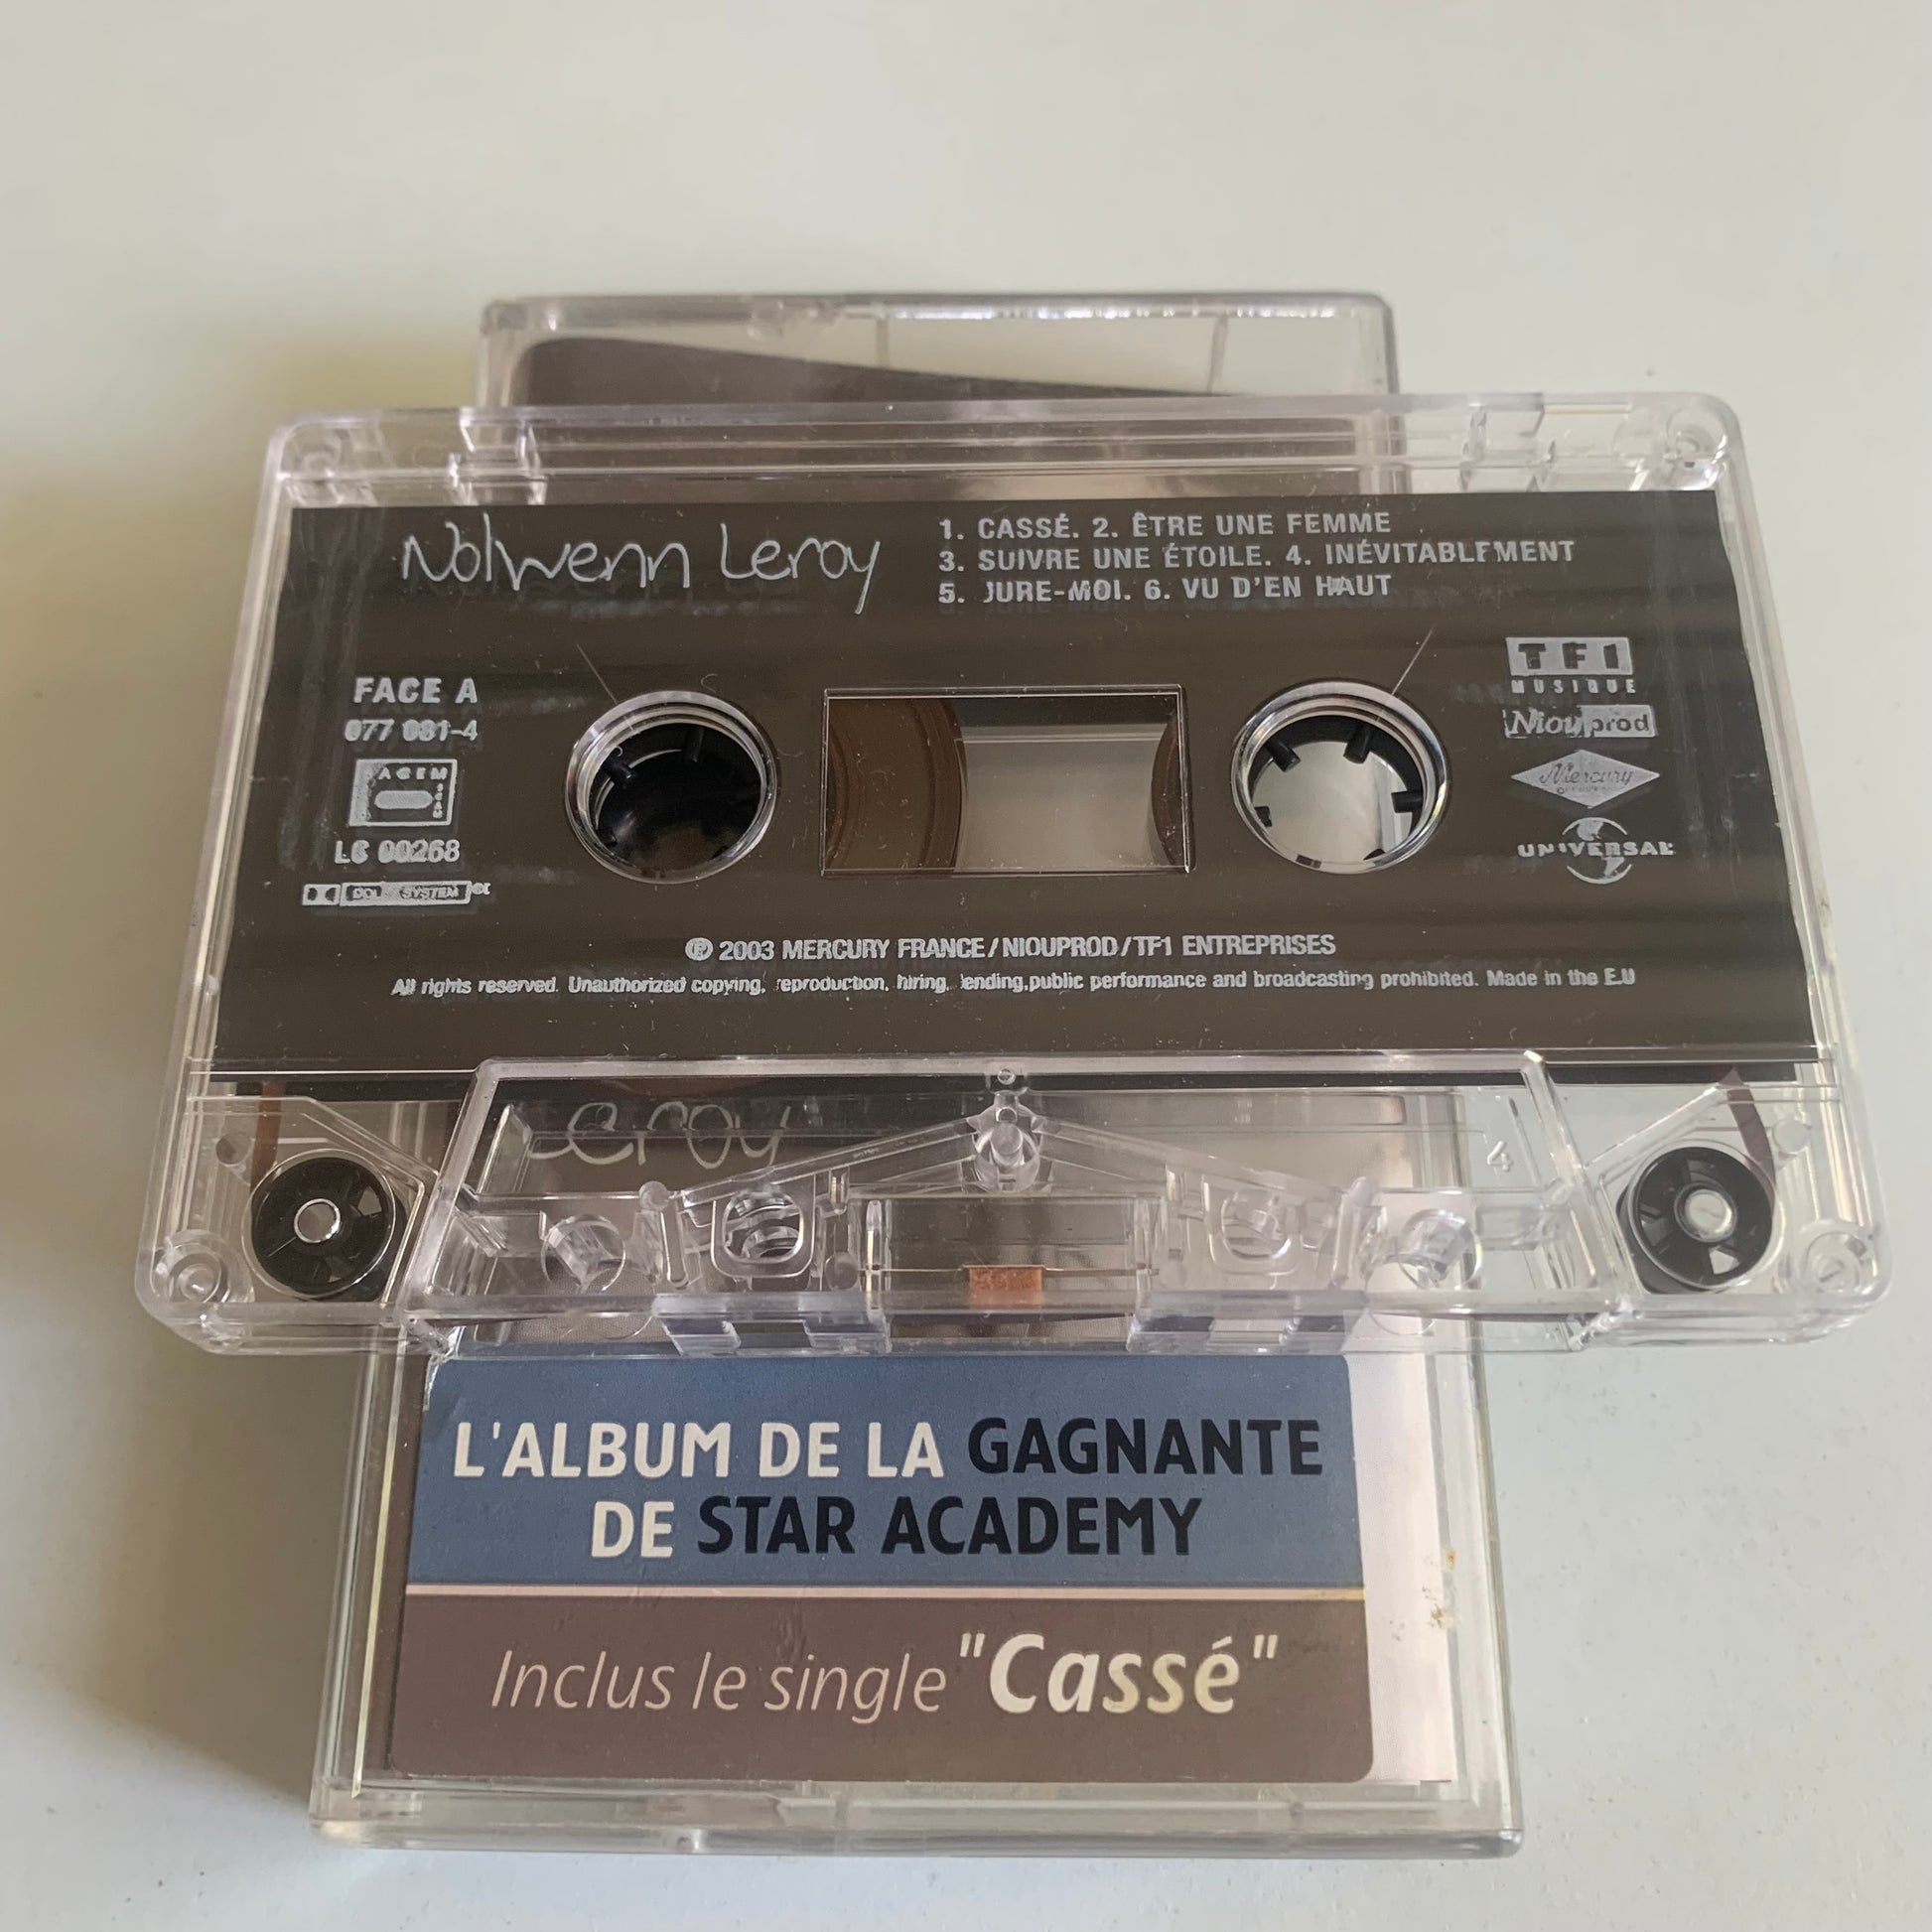 Nolwenn Leroy
1. CASSÉ. 2. ÊTRE UNE FEMME
3. SUIVRE UNE ÉTOILE. 4. INÉVITABLEMENT
5. JURE-MOI. 6. VU D'EN HAUT
FACE A
077 081-4
SACEM
LC 00268
TF1
MUSIQUE
Niouprod
Mercury
UNIVERSAL
℗ 2003 MERCURY FRANCE/NIOUPROD/TF1 ENTREPRISES
All rights reserved. Unauthorized copying, reproduction, hiring, lending,public performance and broadcasting prohibited. Made in the E.U
Leroy
4
L'ALBUM DE LA GAGNANTE
DE STAR ACADEMY
Inclus le single "Cassé"